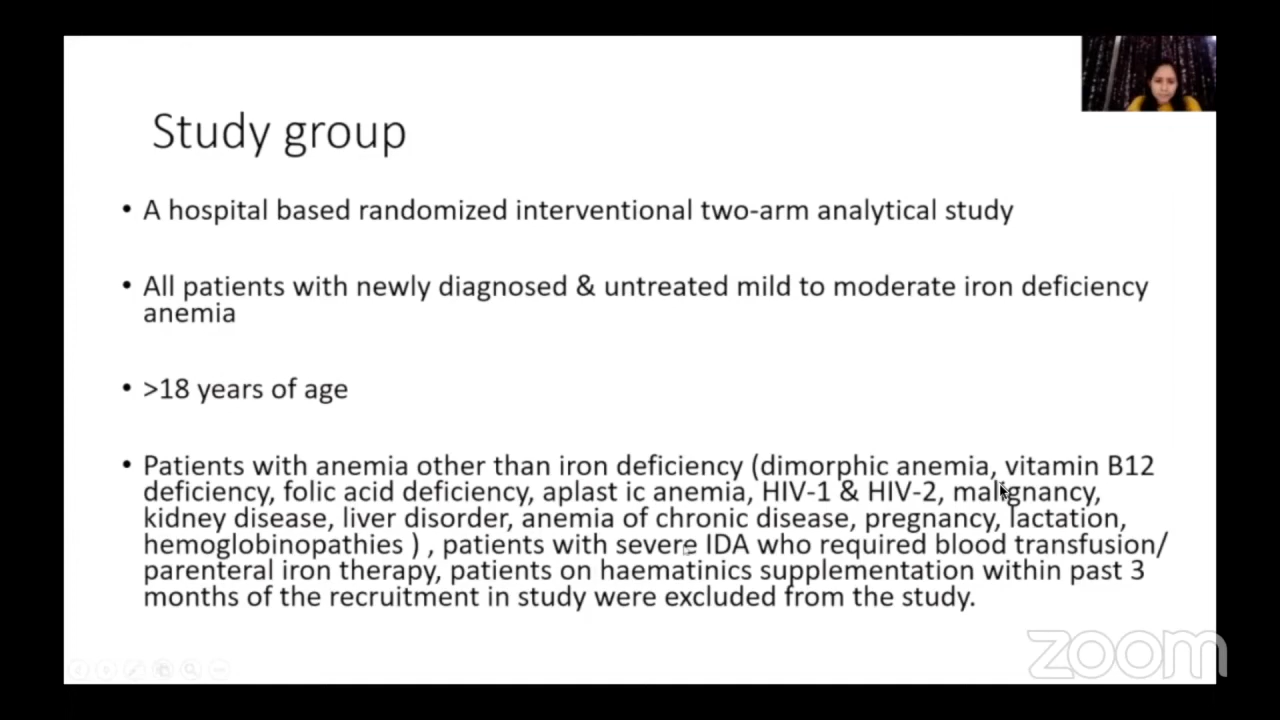 Study group
• A hospital based randomized interventional two-arm analytical study
• All patients with newly diagnosed & untreated mild to moderate iron deficiency
anemia
• >18 years of age
• Patients with anemia other than iron deficiency (dimorphic anemia, vitamin B12
deficiency, folic acid deficiency, aplast ic anemia, HIV-1 & HIV-2, malignancy,
kidney disease, liver disorder, anemia of chronic disease, pregnancy, lactation,
hemoglobinopathies ) , patients with severe IDA who required blood transfusion/
parenteral iron therapy, patients on haematinics supplementation within past 3
months of the recruitment in study were excluded from the study.
zoom